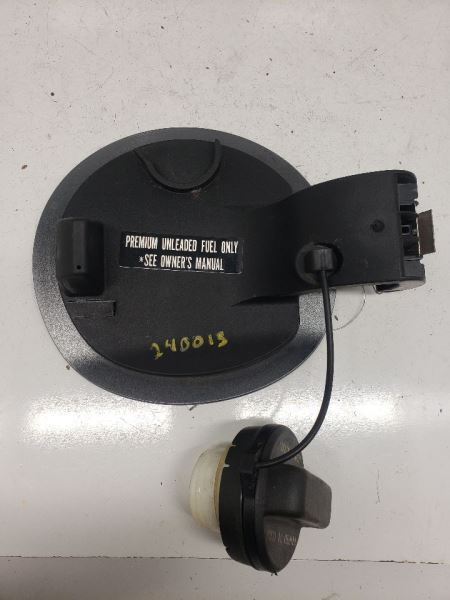 PREMIUM UNLEADED FUEL ONLY
*SEE OWNER'S MANUAL
240015